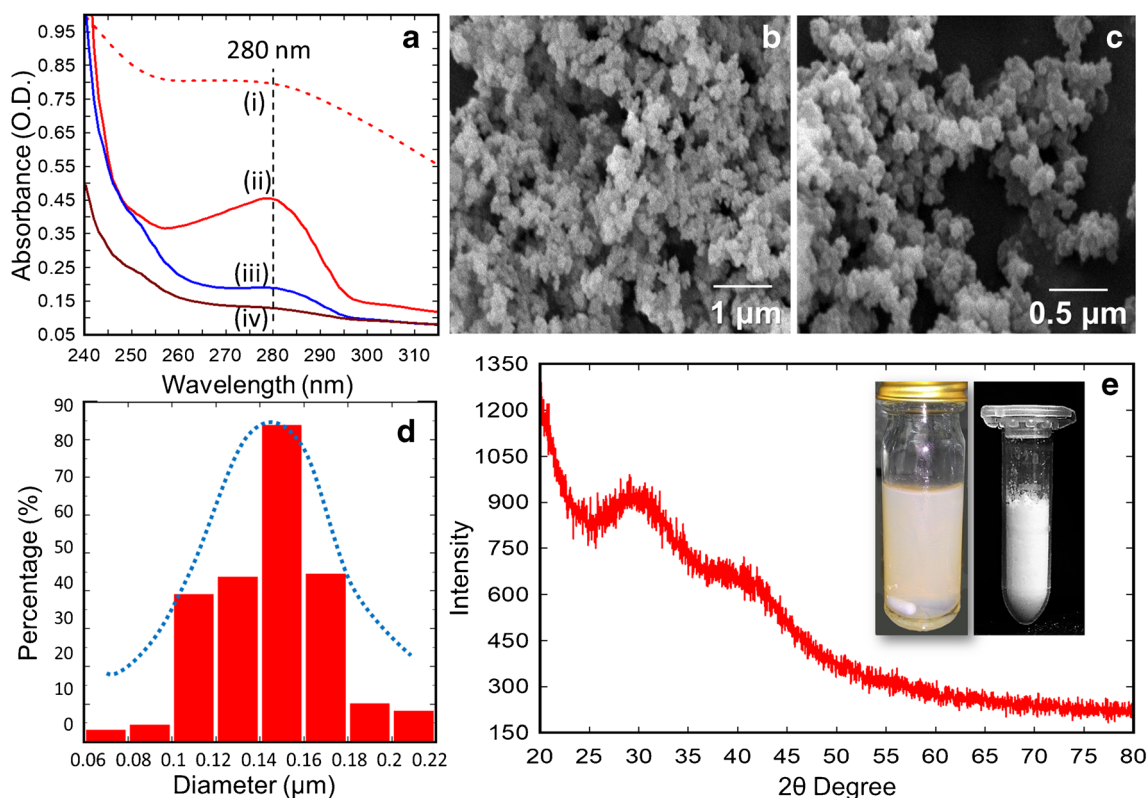 a
280 nm
(i)
(ii)
(iii)
(iv)
0.95
0.85
0.75
0.65
0.55
0.45
0.35
0.25
0.15
0.05
Absorbance (O.D.)
240 250 260 270 280 290 300 310
Wavelength (nm)
b
1 µm
c
0.5 µm
d
90
80
70
60
50
40
30
20
10
0
Percentage (%)
0.06 0.08 0.1 0.12 0.14 0.16 0.18 0.2 0.22
Diameter (µm)
e
1350
1200
1050
900
750
600
450
300
150
Intensity
20 25 30 35 40 45 50 55 60 65 70 75 80
2θ Degree